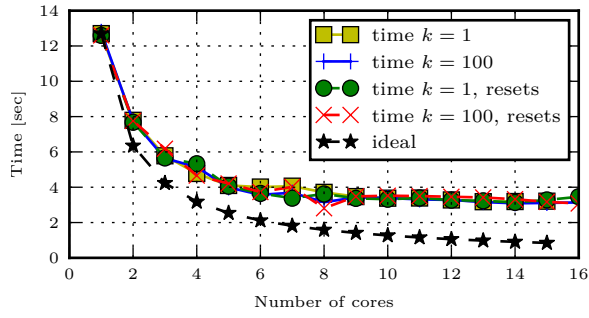 14
12
10
8
6
4
2
0
Time [sec]
time k = 1
time k = 100
time k = 1, resets
time k = 100, resets
ideal
0 2 4 6 8 10 12 14 16
Number of cores